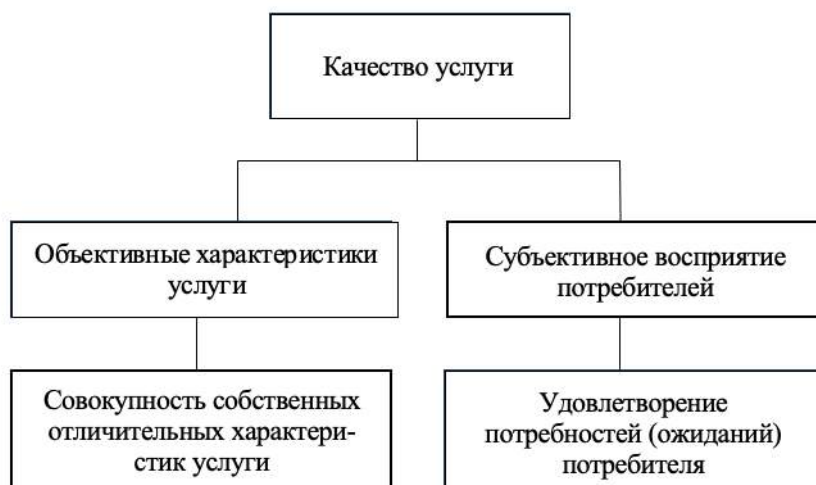 Качество услуги
Объективные характеристики
услуги
Субъективное восприятие
потребителей
Совокупность собственных
отличительных характери-
стик услуги
Удовлетворение
потребностей (ожиданий)
потребителя